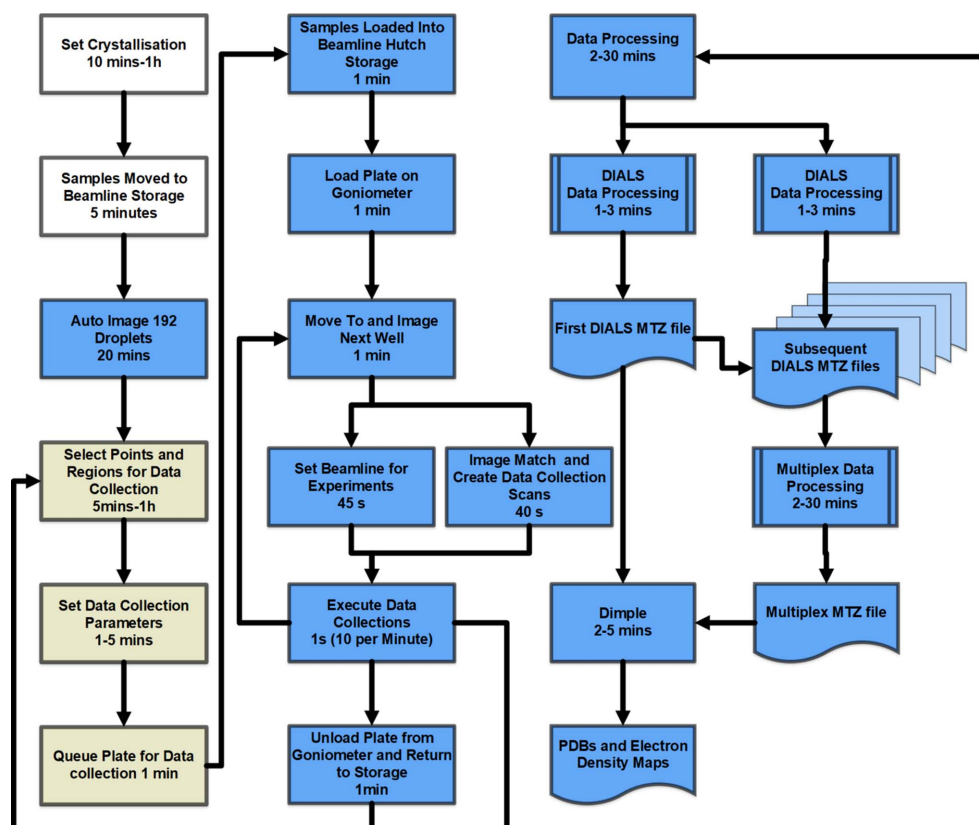 Set Crystallisation
10 mins-1h
Samples Moved to
Beamline Storage
5 minutes
Auto Image 192
Droplets
20 mins
Select Points and
Regions for Data
Collection
5mins-1h
Set Data Collection
Parameters
1-5 mins
Queue Plate for Data
collection 1 min
Samples Loaded Into
Beamline Hutch
Storage
1 min
Load Plate on
Goniometer
1 min
Move To and Image
Next Well
1 min
Set Beamline for
Experiments
45 s
Image Match and
Create Data Collection
Scans
40 s
Execute Data
Collections
1s (10 per Minute)
Unload Plate from
Goniometer and Return
to Storage
1min
Data Processing
2-30 mins
DIALS
Data Processing
1-3 mins
DIALS
Data Processing
1-3 mins
First DIALS MTZ file
Subsequent
DIALS MTZ files
Multiplex Data
Processing
2-30 mins
Multiplex MTZ file
Dimple
2-5 mins
PDBs and Electron
Density Maps